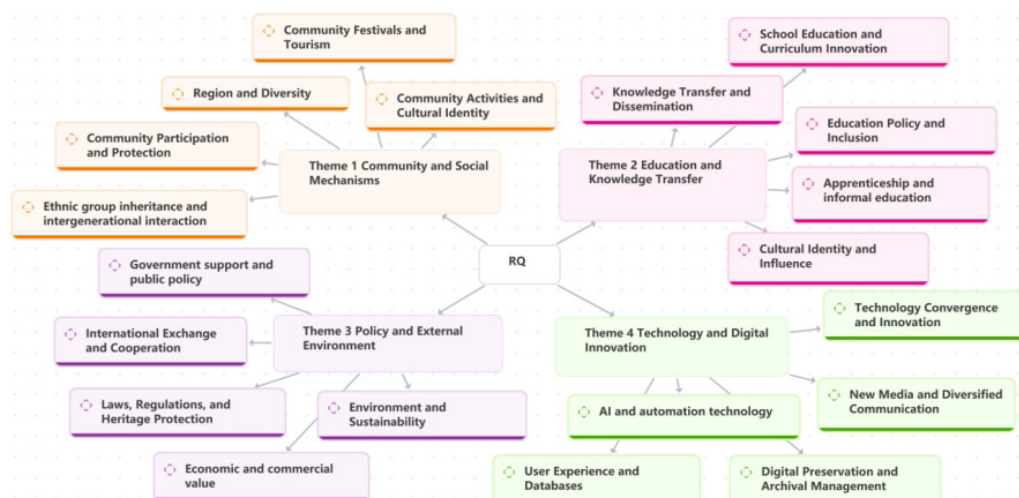 Community Festivals and
Tourism
Region and Diversity
Community Activities and
Cultural Identity
Community Participation
and Protection
Theme 1 Community and Social
Mechanisms
Ethnic group inheritance and
intergenerational interaction
School Education and
Curriculum Innovation
Knowledge Transfer and
Dissemination
Education Policy and
Inclusion
Theme 2 Education and
Knowledge Transfer
Apprenticeship and
informal education
Cultural Identity and
Influence
RQ
Government support and
public policy
International Exchange
and Cooperation
Theme 3 Policy and External
Environment
Laws, Regulations, and
Heritage Protection
Environment and
Sustainability
Economic and commercial
value
Technology Convergence
and Innovation
Theme 4 Technology and Digital
Innovation
New Media and Diversified
Communication
AI and automation technology
User Experience and
Databases
Digital Preservation and
Archival Management